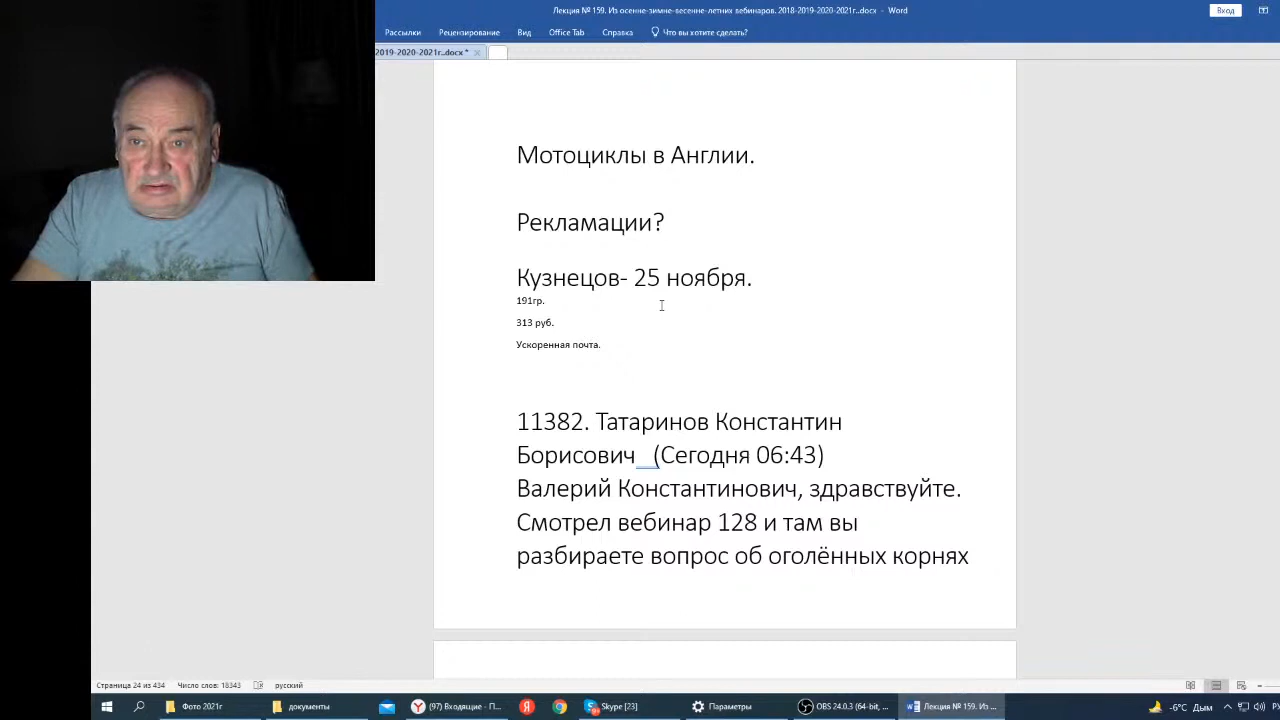 Лекция № 159. Из осенне-зимне-весенне-летних вебинаров. 2018-2019-2020-2021г..docx - Word
Вход
Рассылки Рецензирование Вид Office Tab Справка Что вы хотите сделать?
2019-2020-2021г..docx *
Мотоциклы в Англии.
Рекламации?
Кузнецов- 25 ноября.
191гр.
313 руб.
Ускоренная почта.
11382. Татаринов Константин
Борисович (Сегодня 06:43)
Валерий Константинович, здравствуйте.
Смотрел вебинар 128 и там вы
разбираете вопрос об оголённых корнях
Страница 24 из 434 Число слов: 18343 русский
Фото 2021г документы (97) Входящие - П... Skype [23] Параметры OBS 24.0.3 (64-bit, ... Лекция № 159. Из ... -6°C Дым